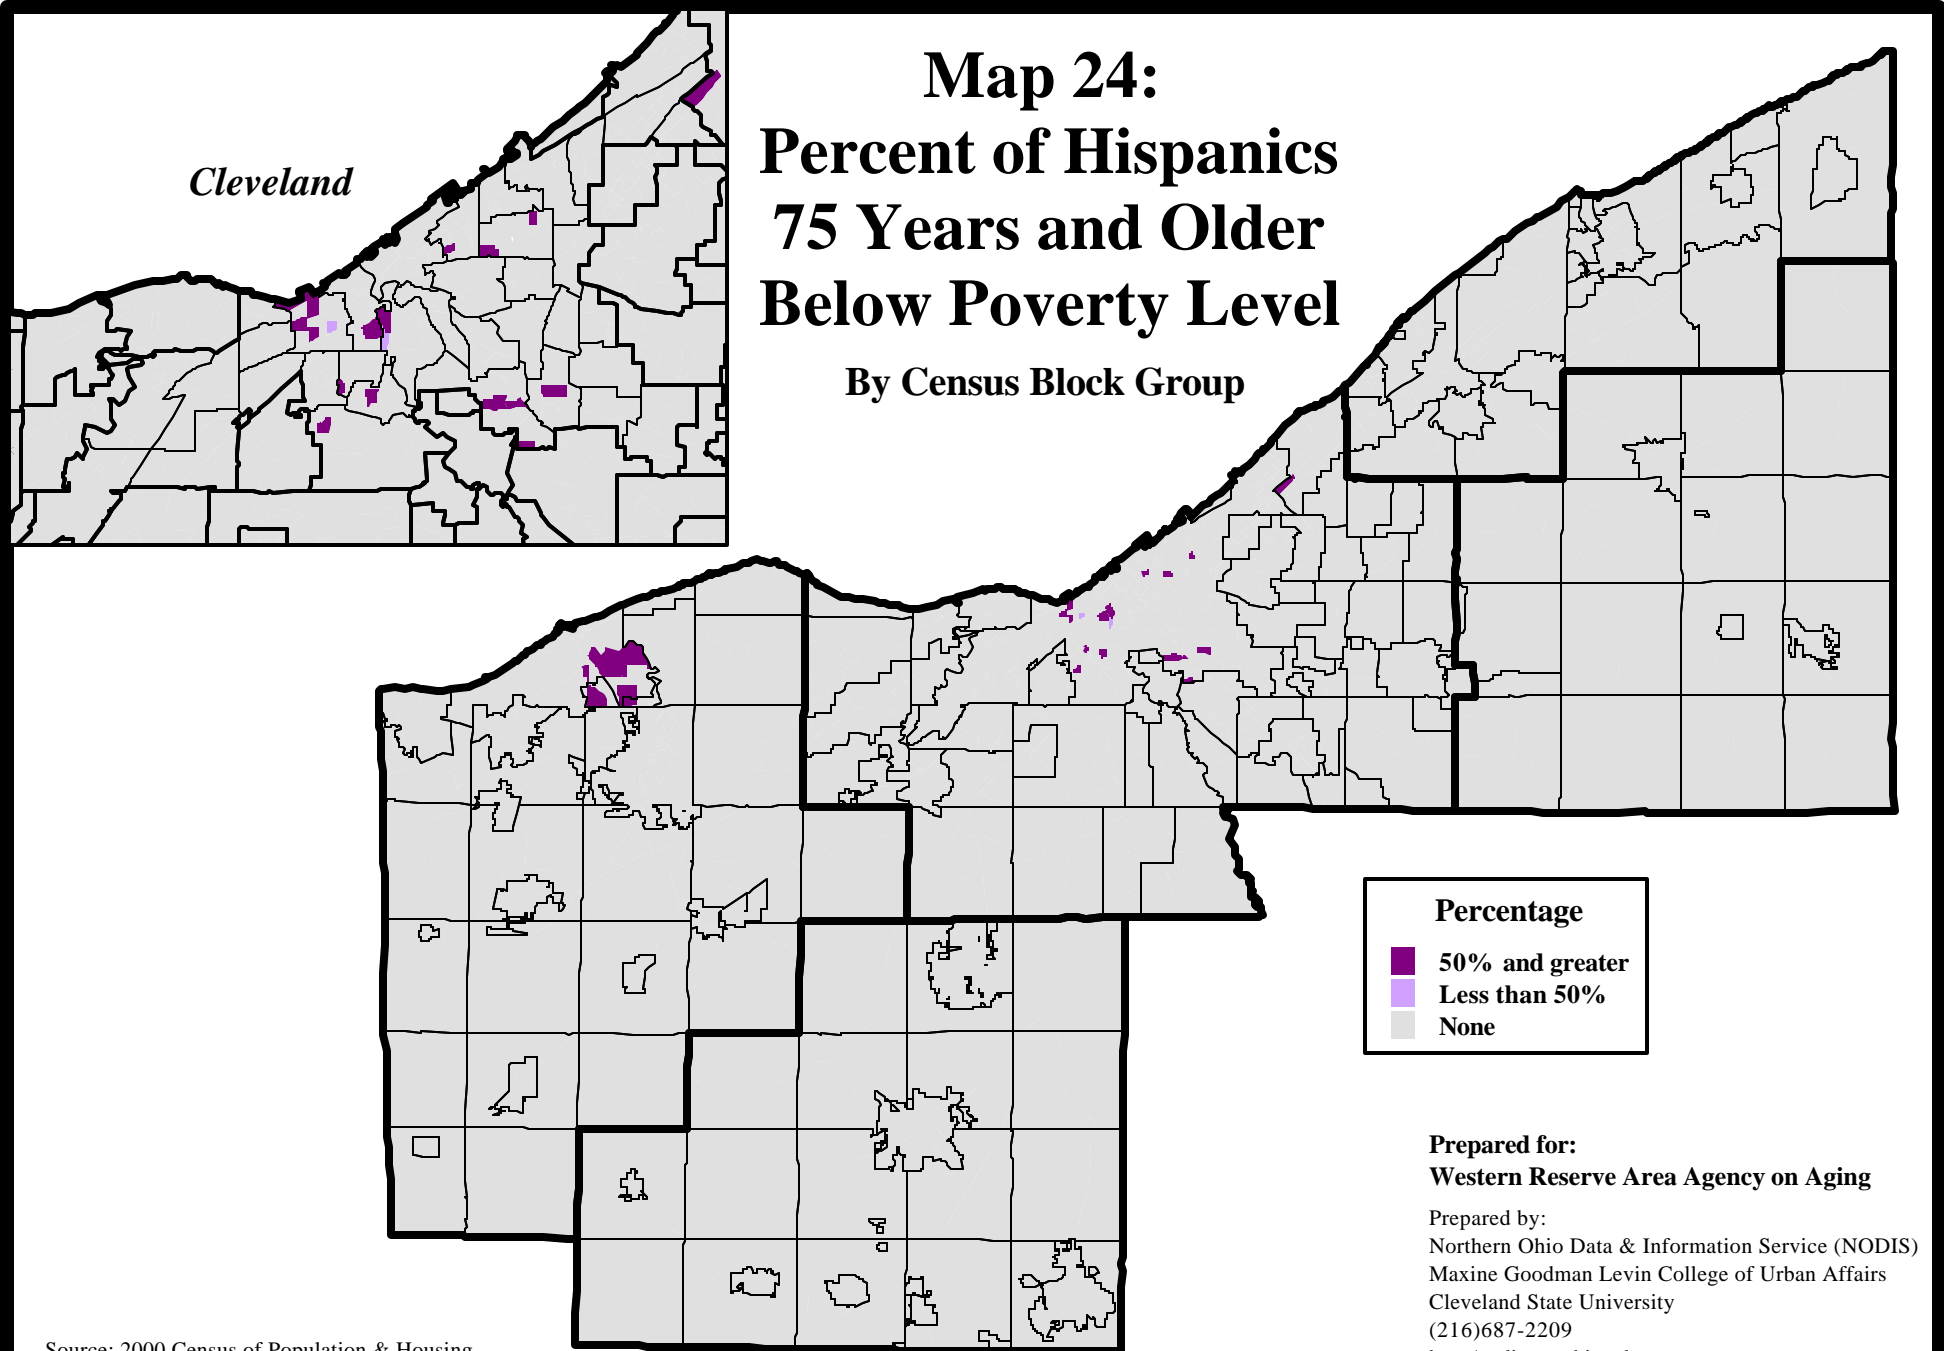 Map 24:
Percent of Hispanics
75 Years and Older
Below Poverty Level
By Census Block Group
Cleveland
Percentage
50% and greater
Less than 50%
None
Prepared for:
Western Reserve Area Agency on Aging
Prepared by:
Northern Ohio Data & Information Service (NODIS)
Maxine Goodman Levin College of Urban Affairs
Cleveland State University
(216)687-2209
Source: 2000 Census of Population & Housing